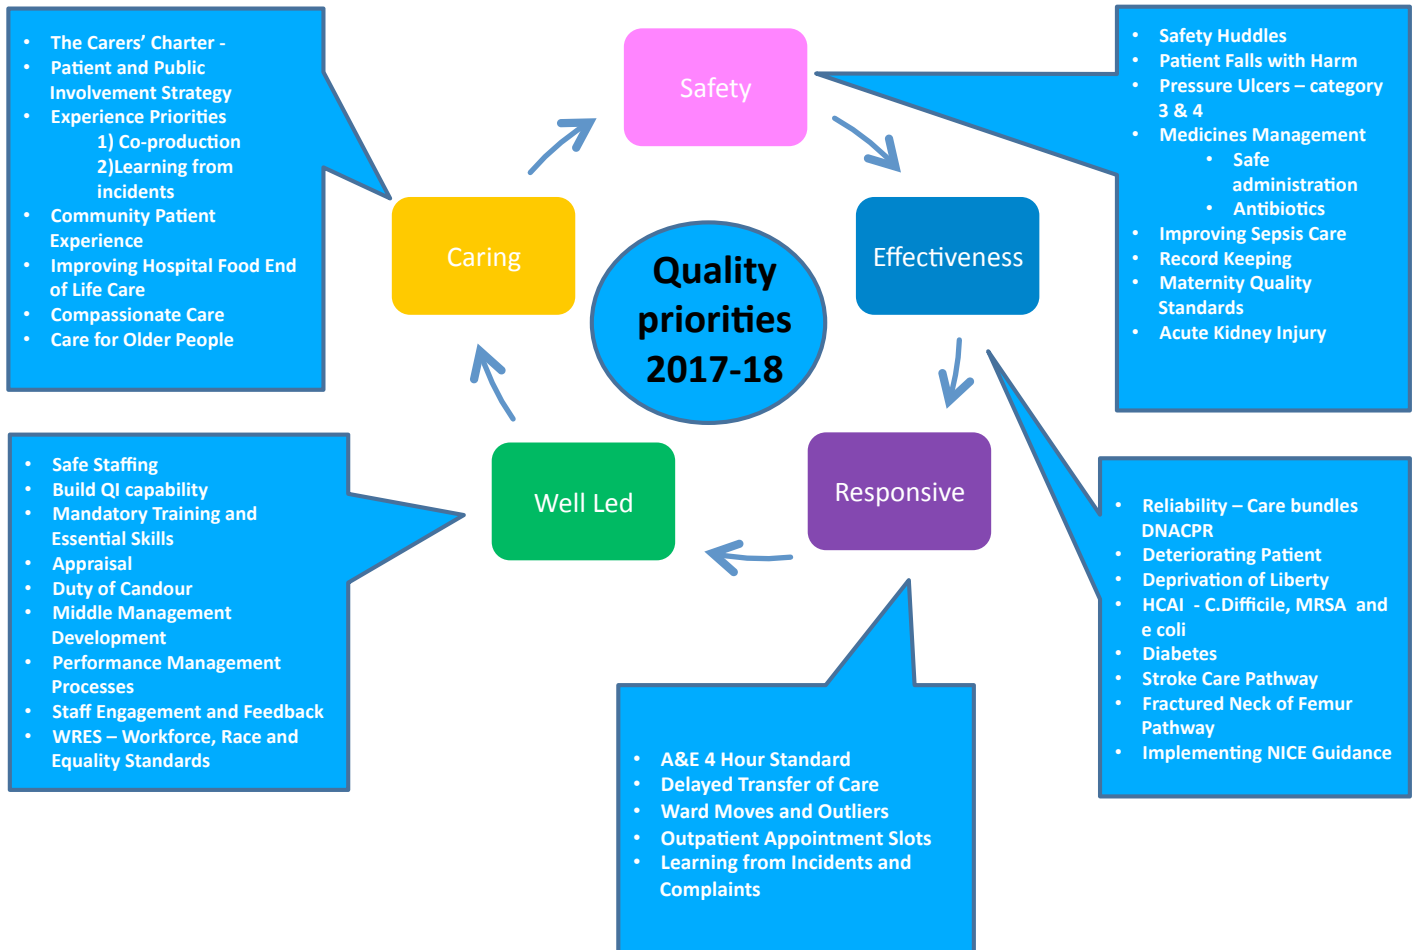 • The Carers’ Charter -
• Patient and Public
Involvement Strategy
• Experience Priorities
1) Co-production
2)Learning from
incidents
• Community Patient
Experience
• Improving Hospital Food End
of Life Care
• Compassionate Care
• Care for Older People
Safety
• Safety Huddles
• Patient Falls with Harm
• Pressure Ulcers – category
3 & 4
• Medicines Management
• Safe
administration
• Antibiotics
• Improving Sepsis Care
• Record Keeping
• Maternity Quality
Standards
• Acute Kidney Injury
Caring
Quality
priorities
2017-18
Effectiveness
Well Led
Responsive
• Safe Staffing
• Build QI capability
• Mandatory Training and
Essential Skills
• Appraisal
• Duty of Candour
• Middle Management
Development
• Performance Management
Processes
• Staff Engagement and Feedback
• WRES – Workforce, Race and
Equality Standards
• Reliability – Care bundles
DNACPR
• Deteriorating Patient
• Deprivation of Liberty
• HCAI - C.Difficile, MRSA and
e coli
• Diabetes
• Stroke Care Pathway
• Fractured Neck of Femur
Pathway
• Implementing NICE Guidance
• A&E 4 Hour Standard
• Delayed Transfer of Care
• Ward Moves and Outliers
• Outpatient Appointment Slots
• Learning from Incidents and
Complaints